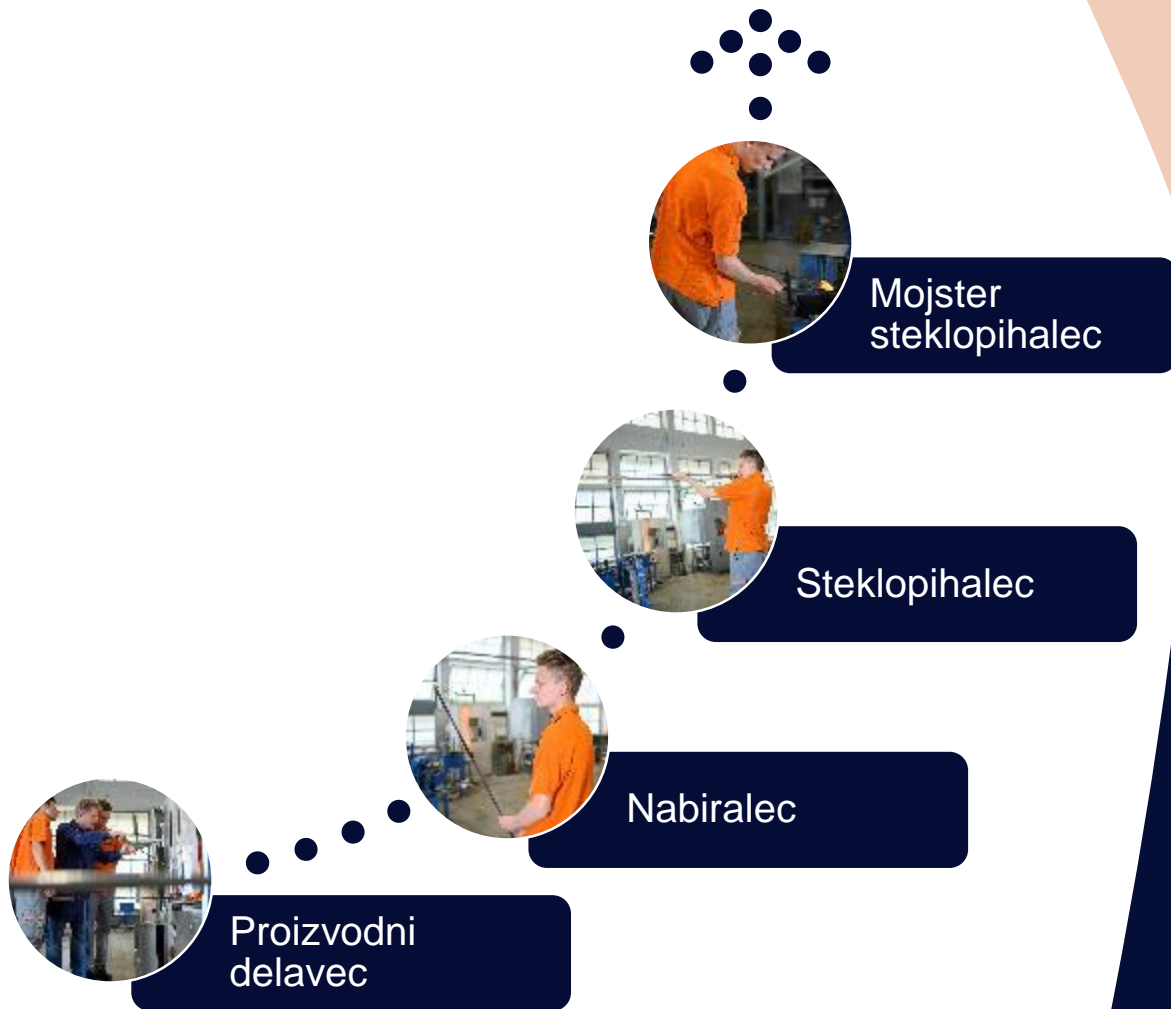 Mojster
steklopihalec
Steklopihalec
Nabiralec
Proizvodni
delavec